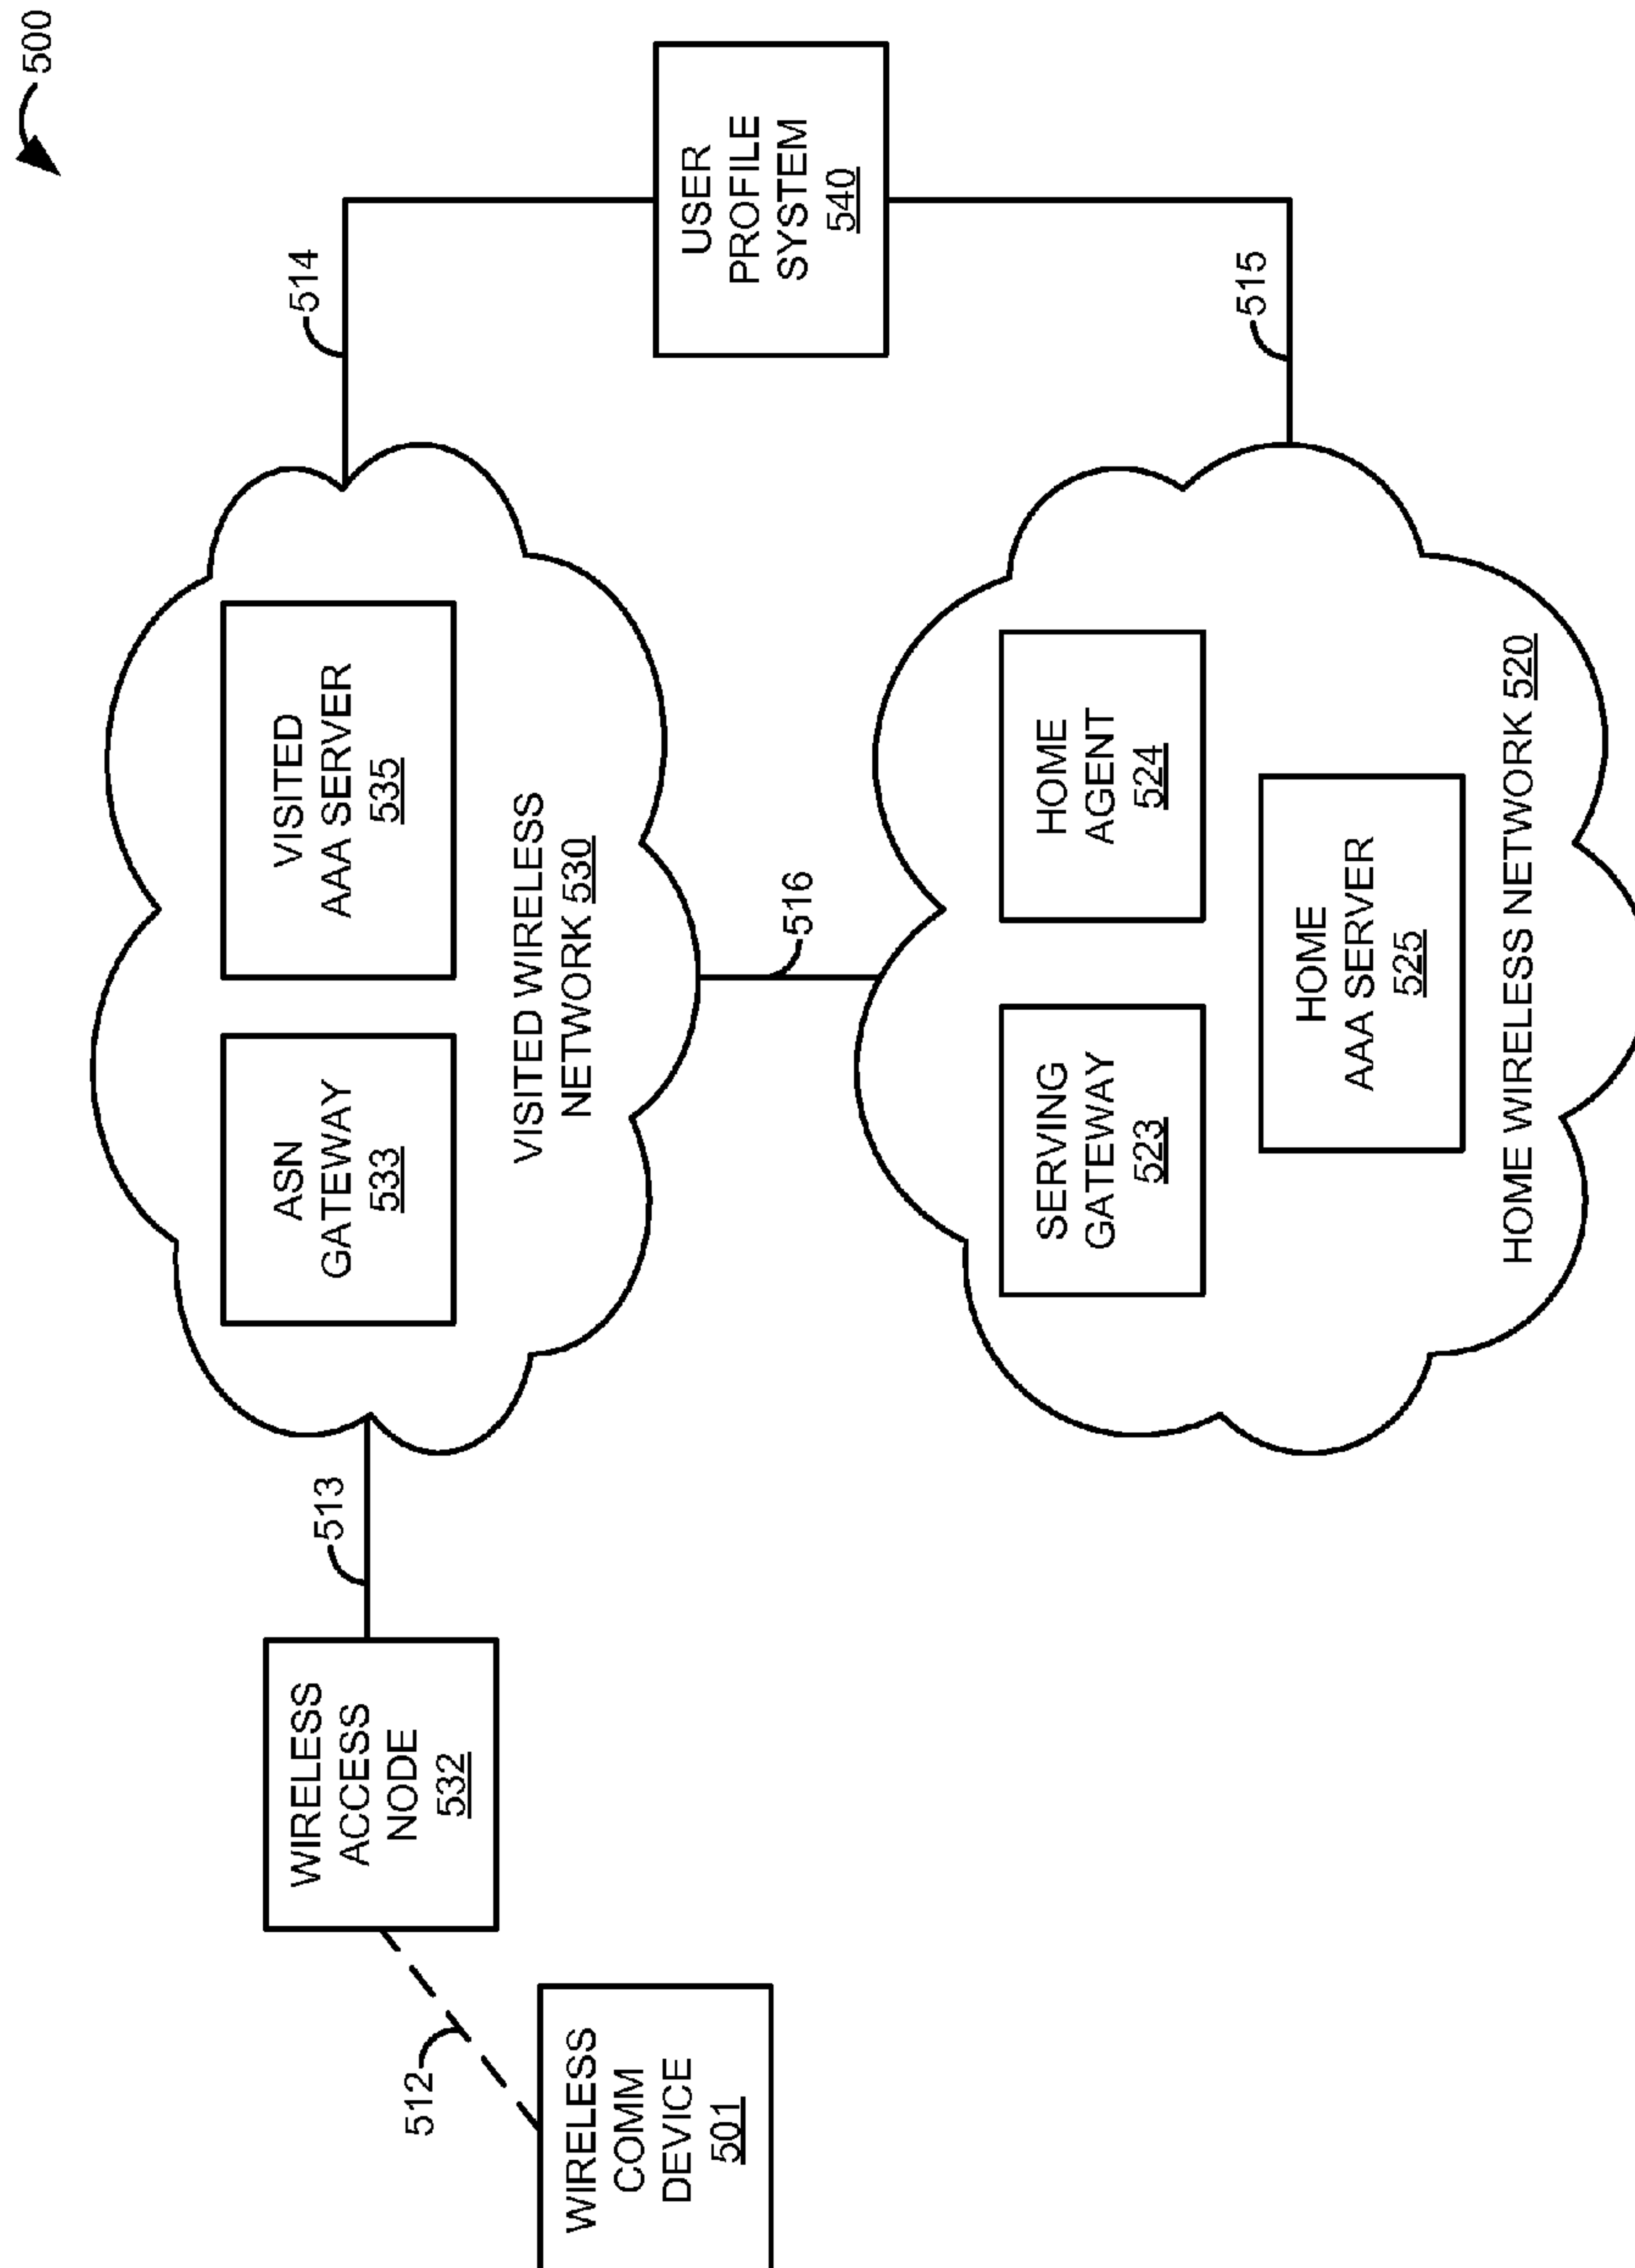 500
WIRELESS
COMM
DEVICE
501
512
WIRELESS
ACCESS
NODE
532
513
ASN
GATEWAY
533
VISITED
AAA SERVER
535
VISITED WIRELESS
NETWORK 530
514
USER
PROFILE
SYSTEM
540
516
515
SERVING
GATEWAY
523
HOME
AGENT
524
HOME
AAA SERVER
525
HOME WIRELESS NETWORK 520